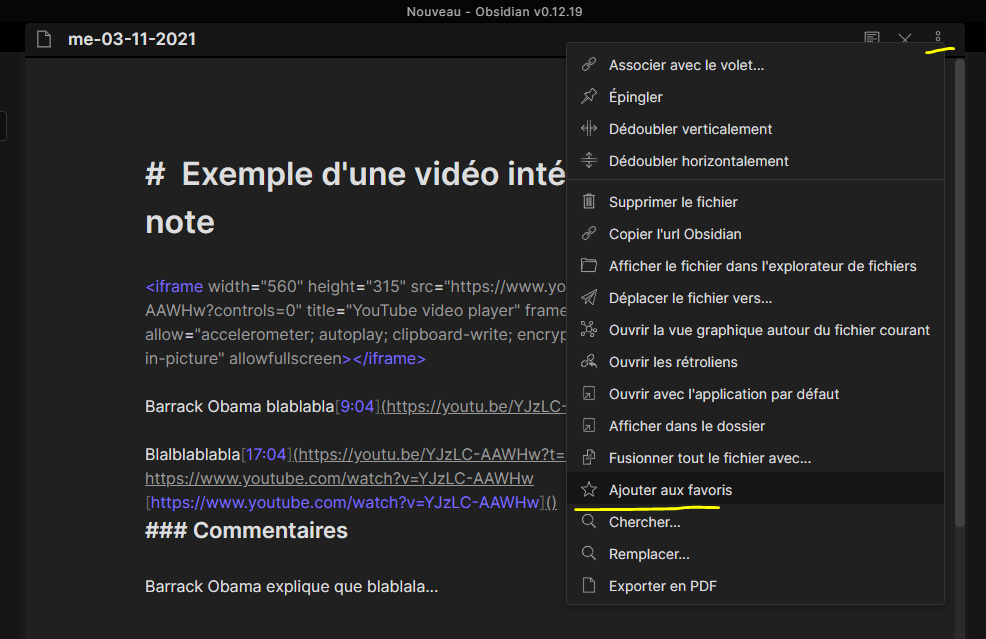 Nouveau - Obsidian v0.12.19
me-03-11-2021
# Exemple d'une vidéo inté
note
<iframe width="560" height="315" src="https://www.yo
AAWHw?controls=0" title="YouTube video player" frame
allow="accelerometer; autoplay; clipboard-write; encryp
in-picture" allowfullscreen></iframe>
Barrack Obama blablabla[9:04](https://youtu.be/YJzLC-
Blalblablabla[17:04](https://youtu.be/YJzLC-AAWHw?t=
https://www.youtube.com/watch?v=YJzLC-AAWHw
[https://www.youtube.com/watch?v=YJzLC-AAWHw]()
### Commentaires
Barrack Obama explique que blablala...
Associer avec le volet...
Épingler
Dédoubler verticalement
Dédoubler horizontalement
Supprimer le fichier
Copier l'url Obsidian
Afficher le fichier dans l'explorateur de fichiers
Déplacer le fichier vers...
Ouvrir la vue graphique autour du fichier courant
Ouvrir les rétroliens
Ouvrir avec l'application par défaut
Afficher dans le dossier
Fusionner tout le fichier avec...
Ajouter aux favoris
Chercher...
Remplacer...
Exporter en PDF